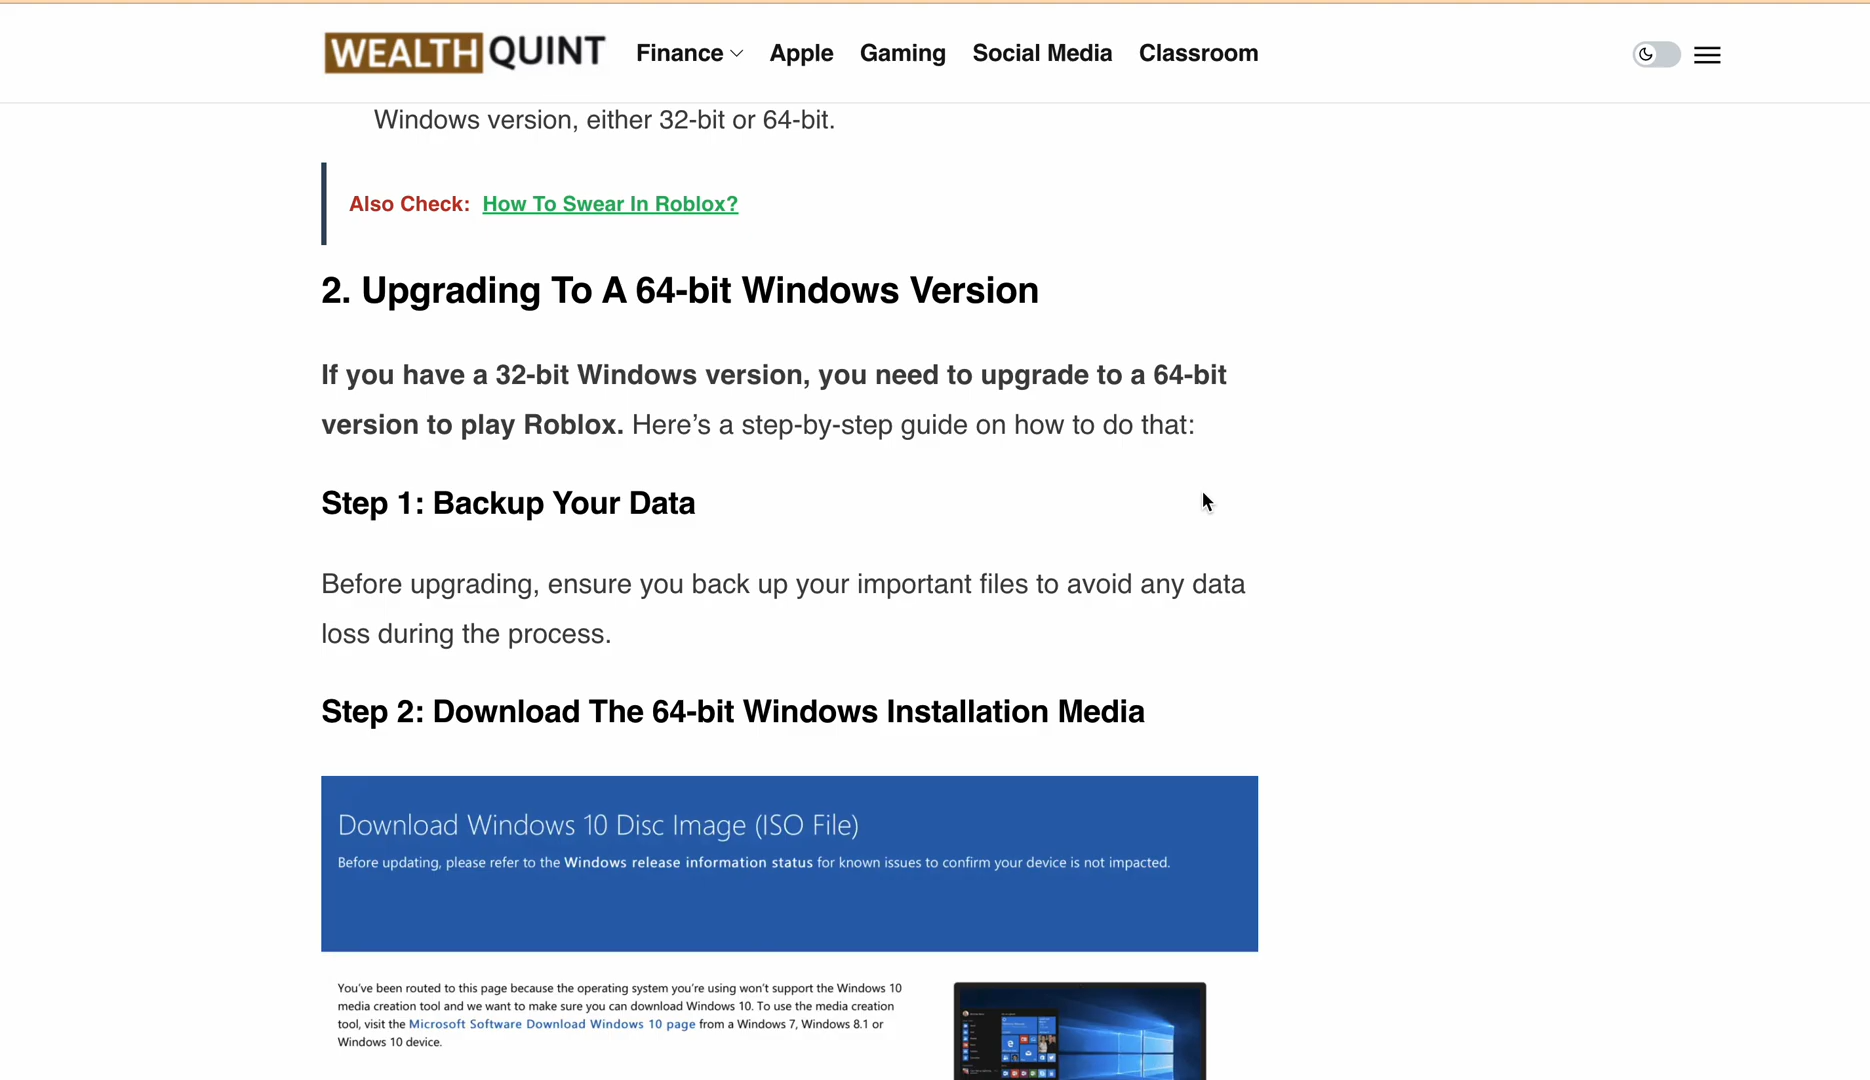 WEALTH QUINT Finance Apple Gaming Social Media Classroom
Windows version, either 32-bit or 64-bit.
Also Check: How To Swear In Roblox?
2. Upgrading To A 64-bit Windows Version
If you have a 32-bit Windows version, you need to upgrade to a 64-bit
version to play Roblox. Here’s a step-by-step guide on how to do that:
Step 1: Backup Your Data
Before upgrading, ensure you back up your important files to avoid any data
loss during the process.
Step 2: Download The 64-bit Windows Installation Media
Download Windows 10 Disc Image (ISO File)
Before updating, please refer to the Windows release information status for known issues to confirm your device is not impacted.
You’ve been routed to this page because the operating system you’re using won’t support the Windows 10
media creation tool and we want to make sure you can download Windows 10. To use the media creation
tool, visit the Microsoft Software Download Windows 10 page from a Windows 7, Windows 8.1 or
Windows 10 device.